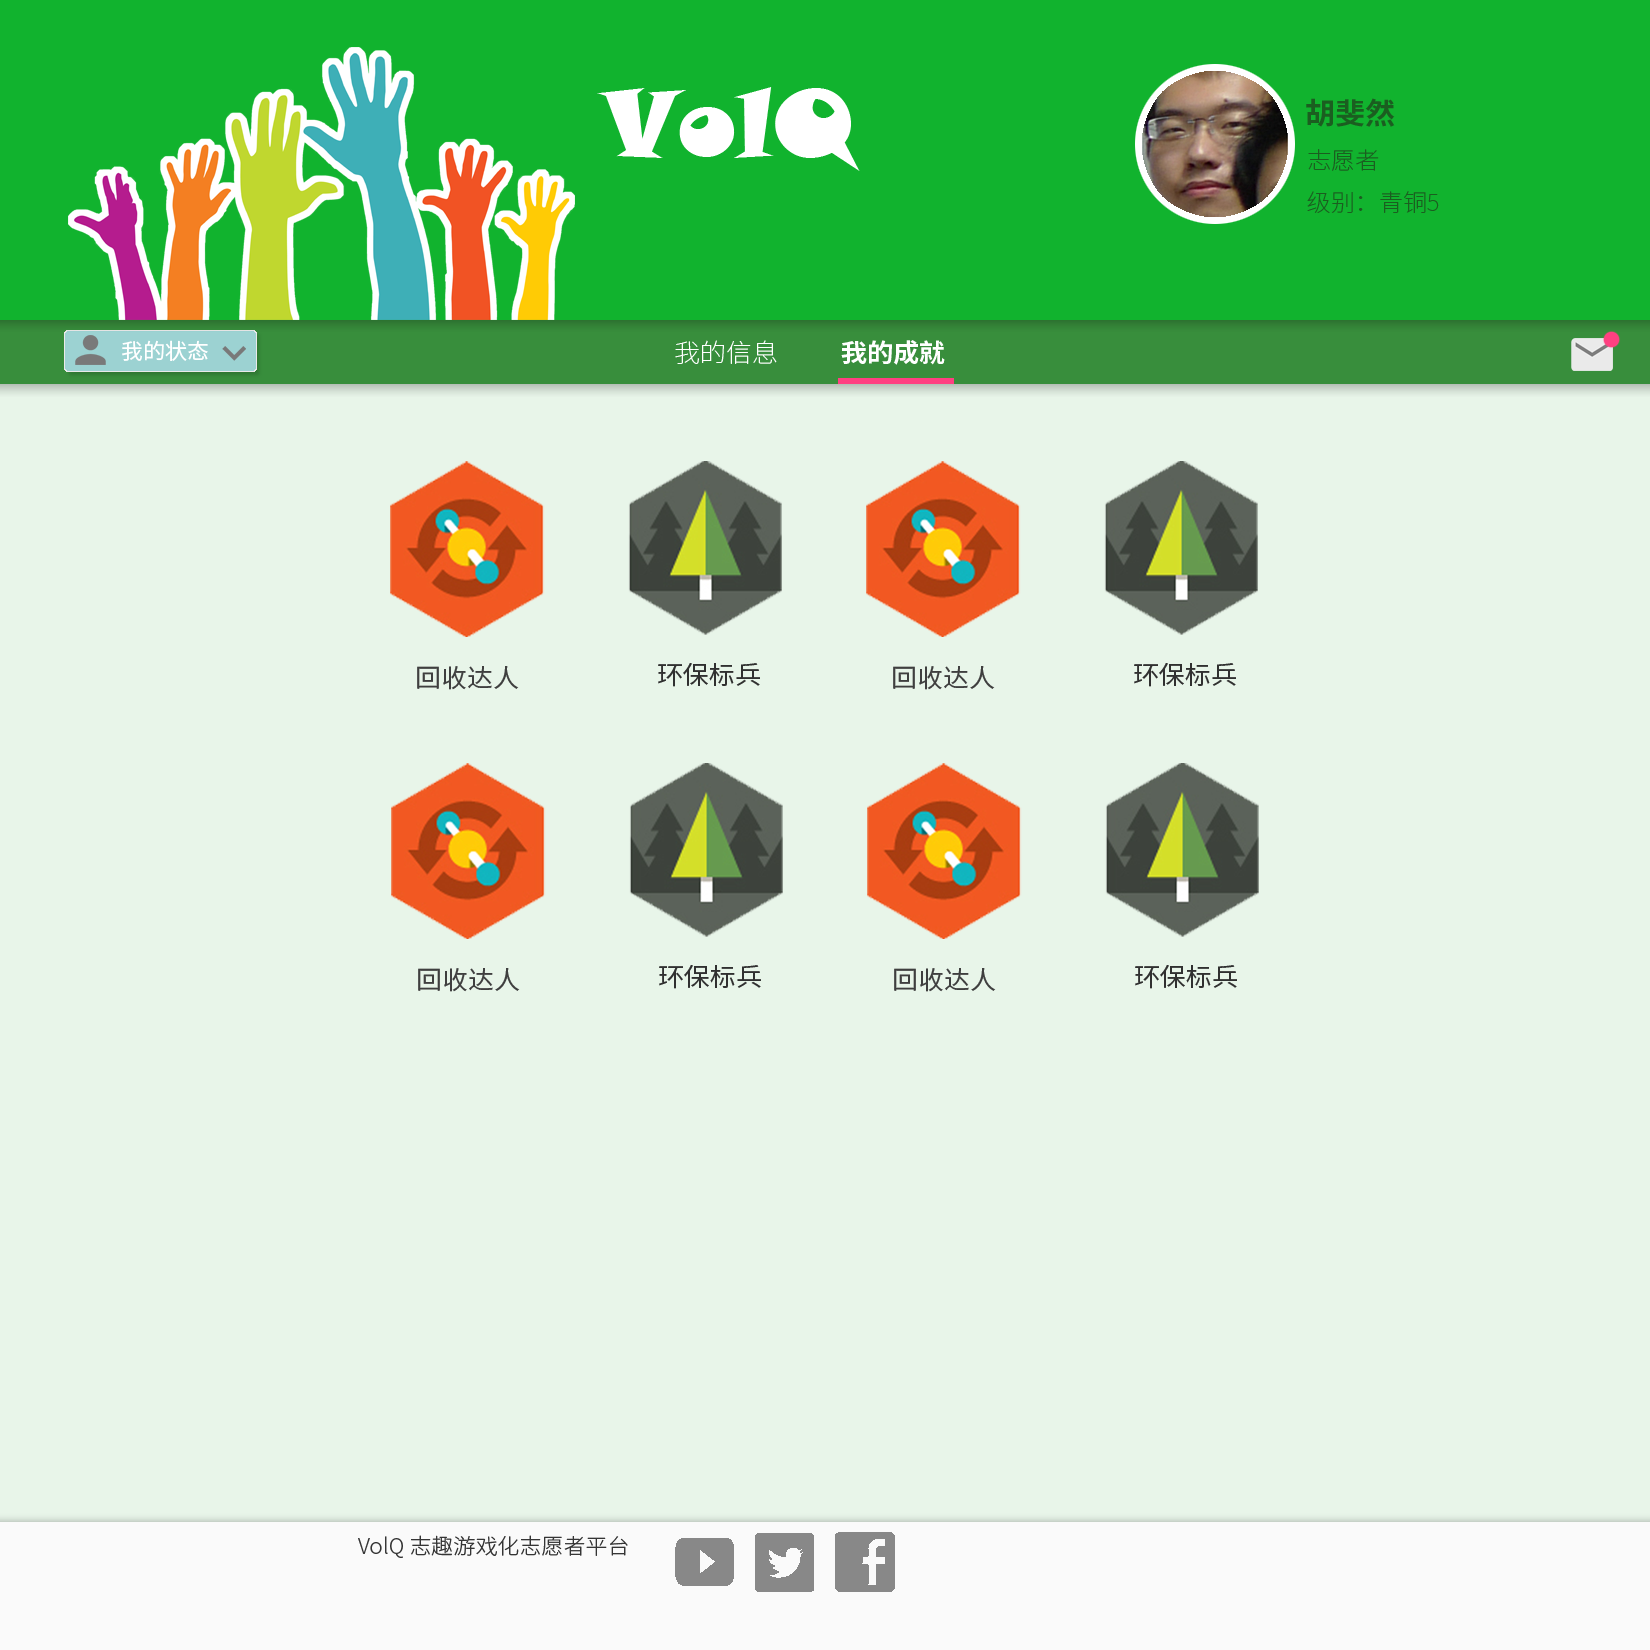 VolQ
胡斐然
志愿者
级别：青铜5
我的状态
我的信息
我的成就
回收达人
环保标兵
回收达人
环保标兵
回收达人
环保标兵
回收达人
环保标兵
VolQ 志趣游戏化志愿者平台